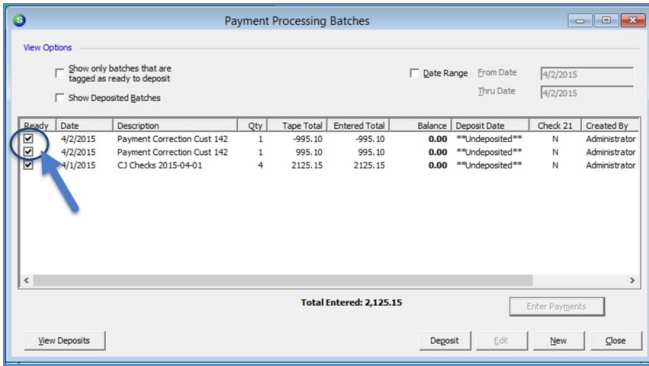 S
Payment Processing Batches
View Options
Show only batches that are
tagged as ready to deposit
Show Deposited Batches
Date Range From Date 4/2/2015
Thru Date 4/2/2015
Ready Date Description Qty Tape Total Entered Total Balance Deposit Date Check 21 Created By
4/2/2015 Payment Correction Cust 142 1 -995.10 -995.10 0.00 **Undeposited** N Administrator
4/2/2015 Payment Correction Cust 142 1 995.10 995.10 0.00 **Undeposited** N Administrator
4/1/2015 CJ Checks 2015-04-01 4 2125.15 2125.15 0.00 **Undeposited** N Administrator
Total Entered: 2,125.15
Enter Payments
View Deposits Deposit Edit New Close